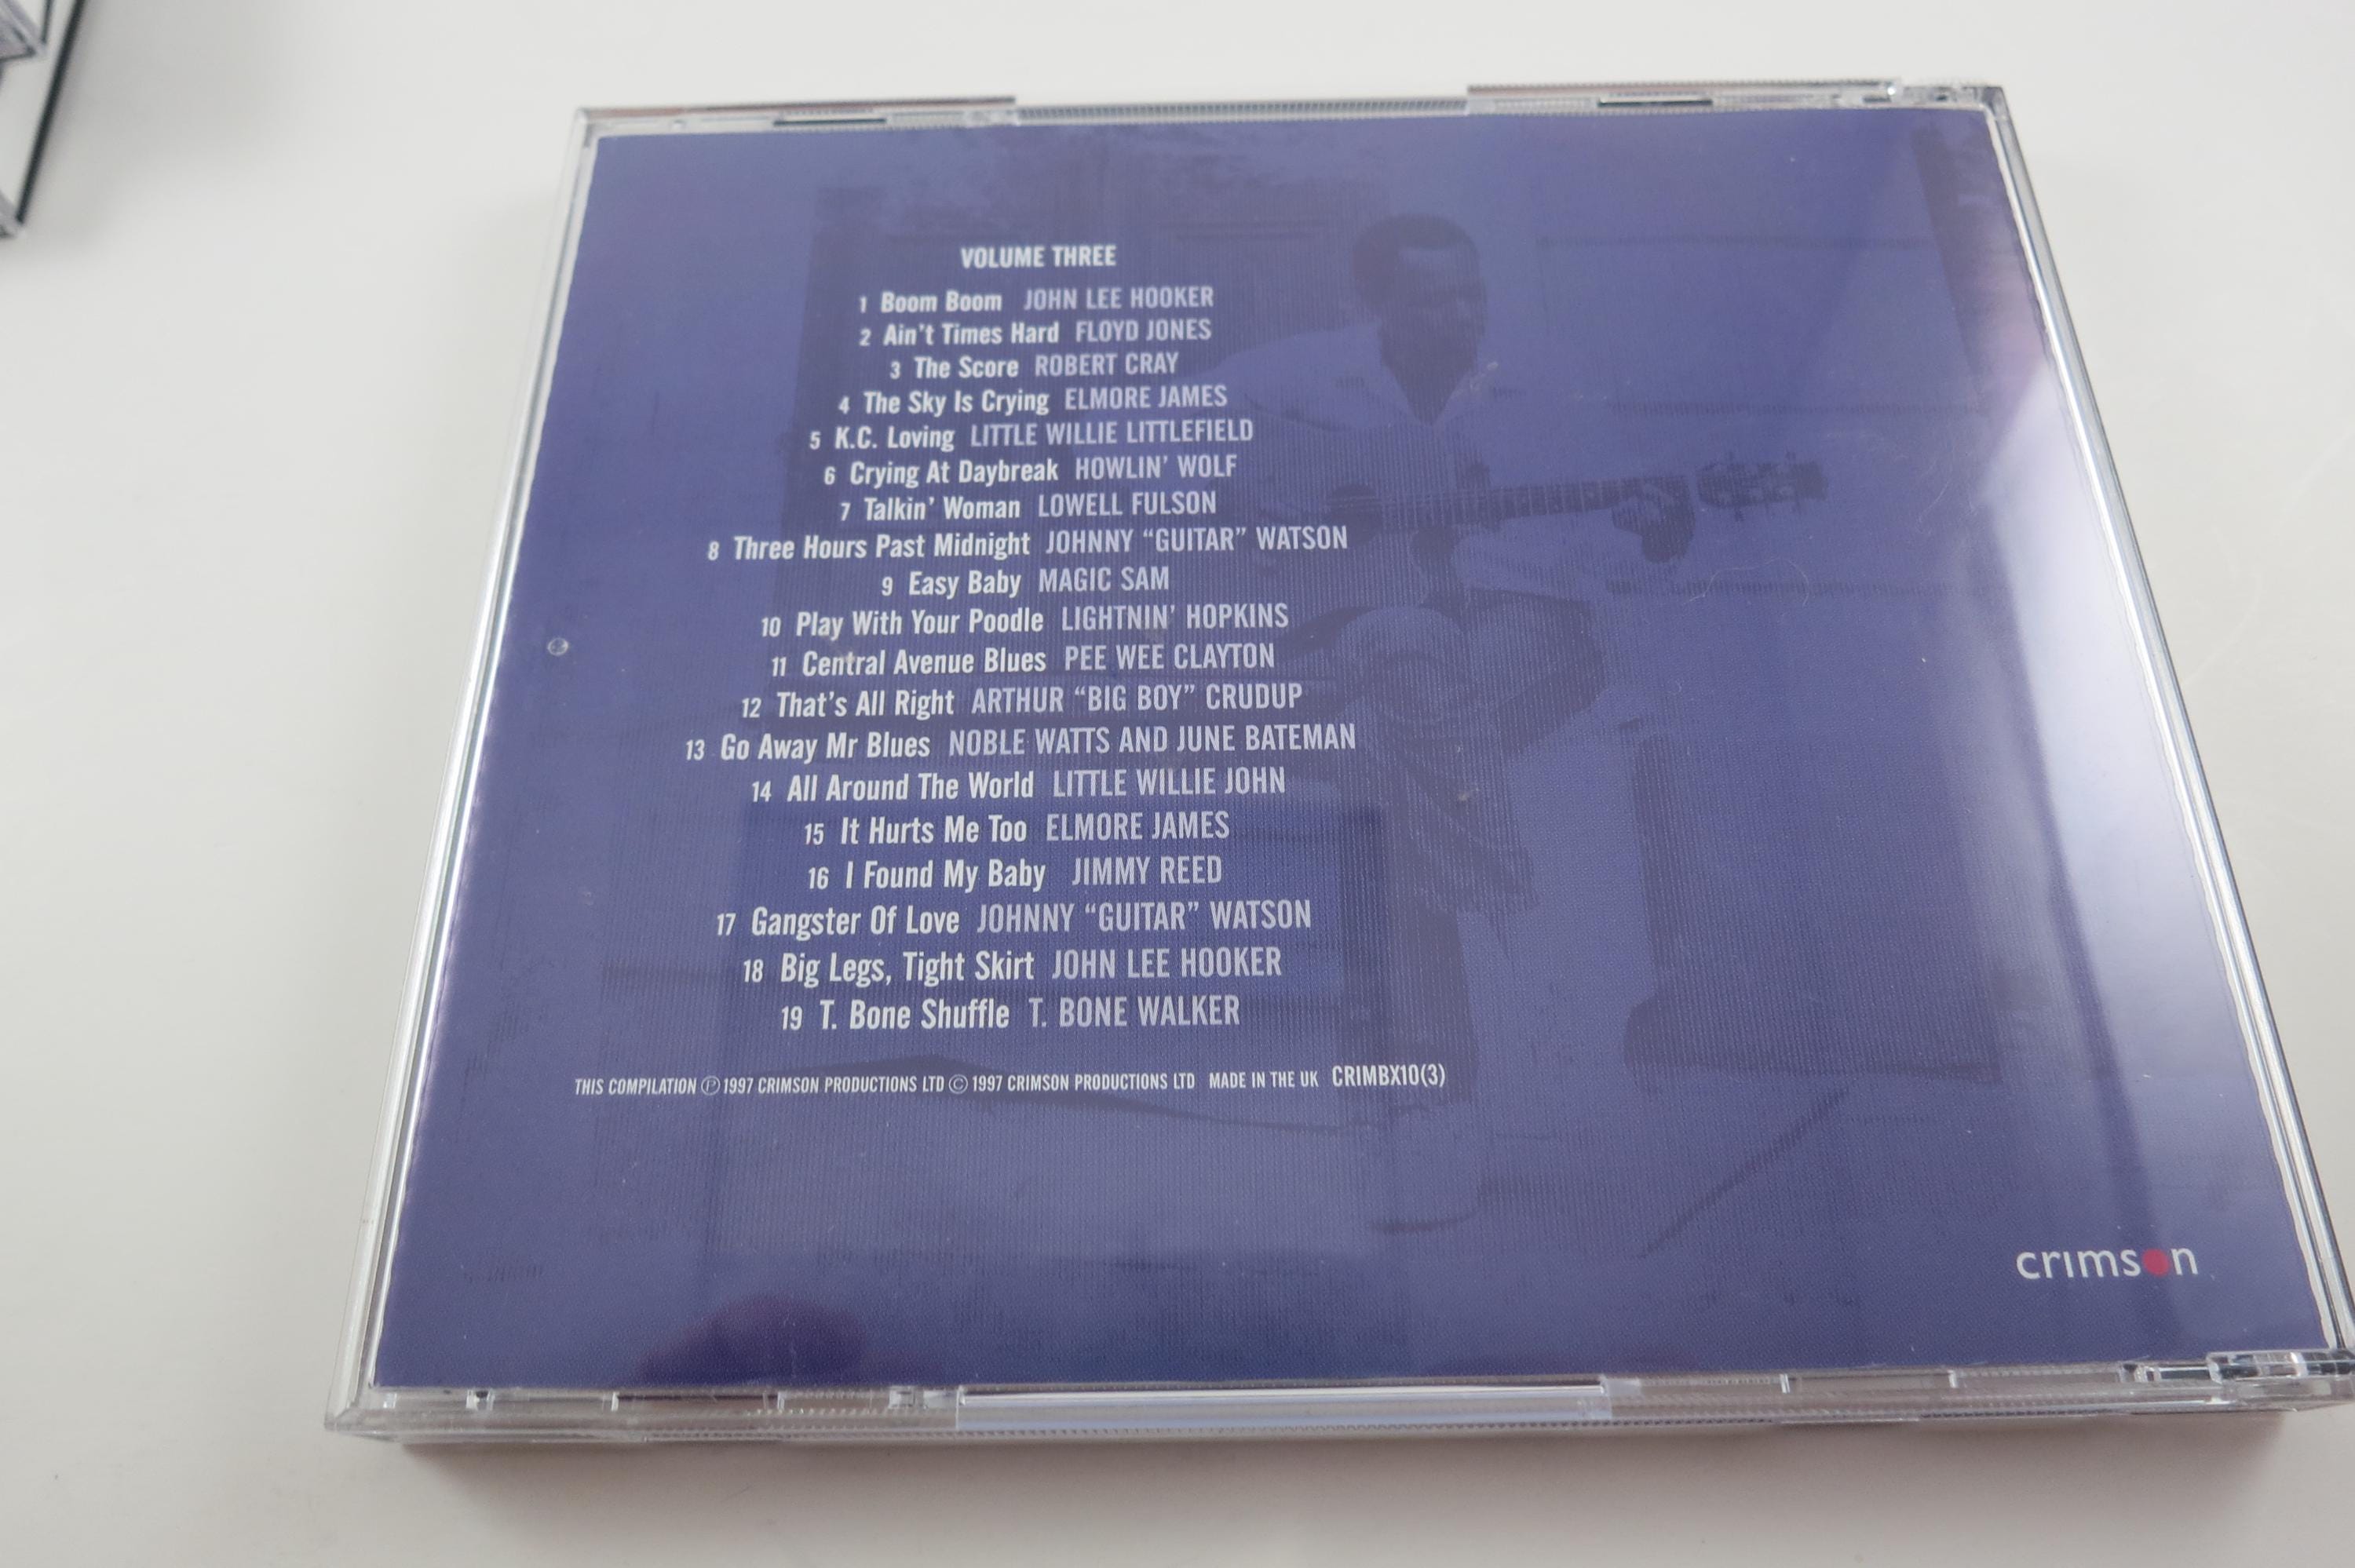 VOLUME THREE
1 Boom Boom JOHN LEE HOOKER
2 Ain't Times Hard FLOYD JONES
3 The Score ROBERT CRAY
4 The Sky Is Crying ELMORE JAMES
5 K.C. Loving LITTLE WILLIE LITTLEFIELD
6 Crying At Daybreak HOWLIN' WOLF
7 Talkin' Woman LOWELL FULSON
8 Three Hours Past Midnight JOHNNY “GUITAR” WATSON
9 Easy Baby MAGIC SAM
10 Play With Your Poodle LIGHTNIN' HOPKINS
11 Central Avenue Blues PEE WEE CLAYTON
12 That's All Right ARTHUR “BIG BOY” CRUDUP
13 Go Away Mr Blues NOBLE WATTS AND JUNE BATEMAN
14 All Around The World LITTLE WILLIE JOHN
15 It Hurts Me Too ELMORE JAMES
16 I Found My Baby JIMMY REED
17 Gangster Of Love JOHNNY “GUITAR” WATSON
18 Big Legs, Tight Skirt JOHN LEE HOOKER
19 T. Bone Shuffle T. BONE WALKER
THIS COMPILATION ℗ 1997 CRIMSON PRODUCTIONS LTD © 1997 CRIMSON PRODUCTIONS LTD MADE IN THE UK CRIMBX10(3)
crimson